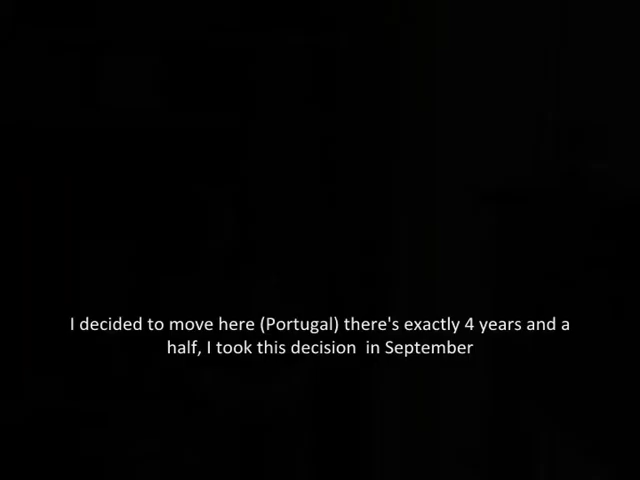 I decided to move here (Portugal) there's exactly 4 years and a
half, I took this decision  in September